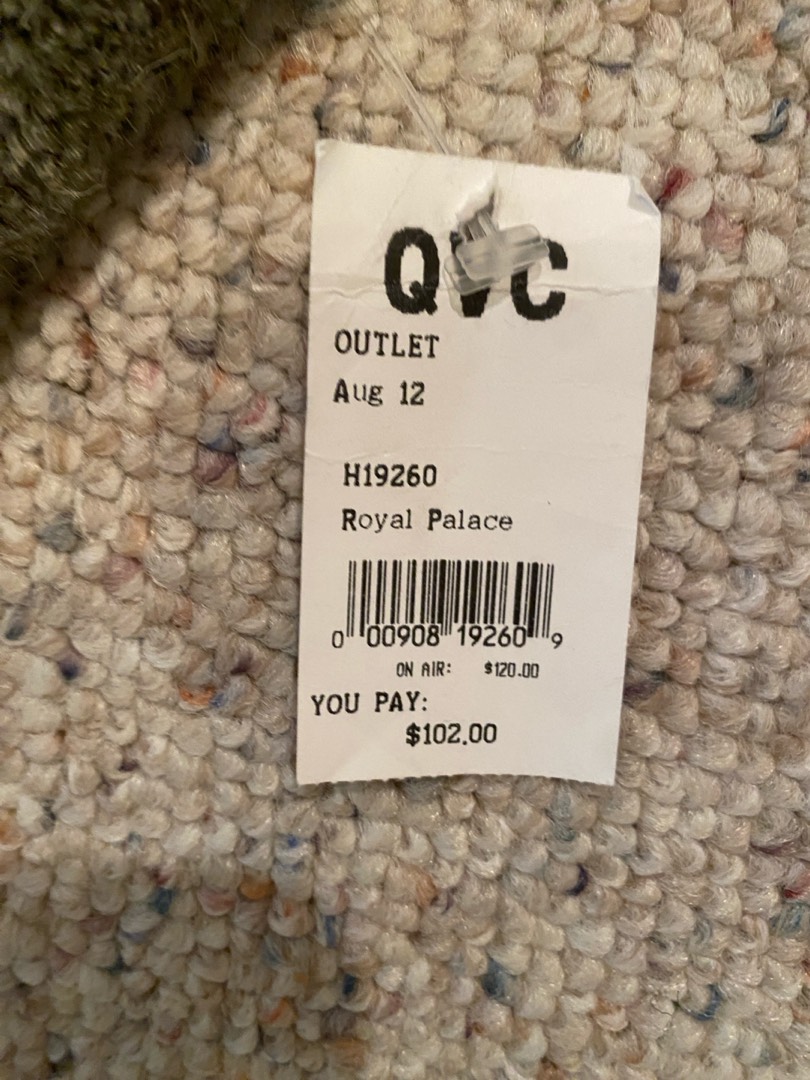 QVC
OUTLET
Aug 12
H19260
Royal Palace
0 00908 19260 9
ON AIR: $120.00
YOU PAY:
$102.00